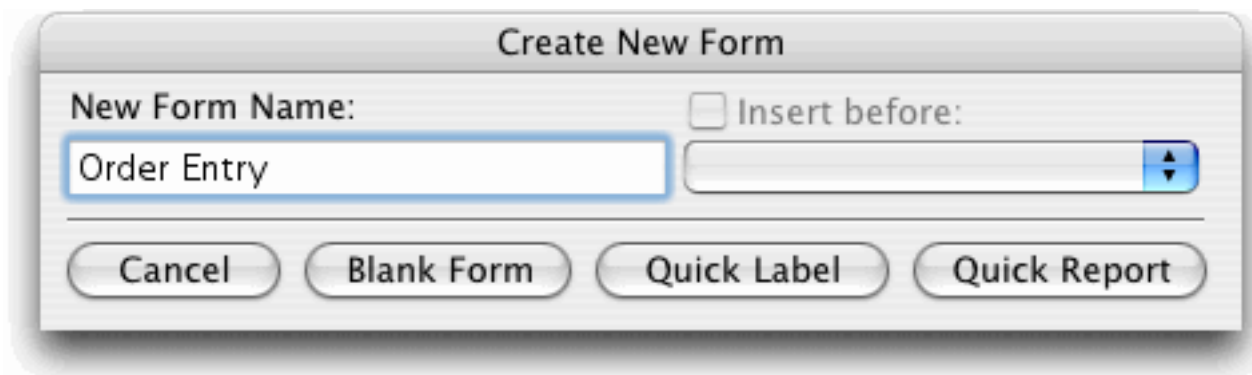 Create New Form
New Form Name:
Insert before:
Order Entry
Cancel
Blank Form
Quick Label
Quick Report